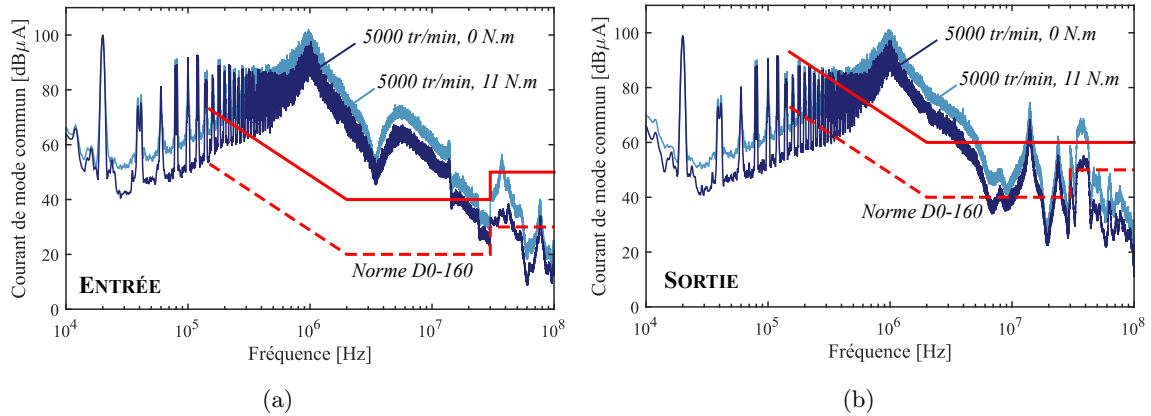 Courant de mode commun [dBµA]
100
80
60
40
20
0
5000 tr/min, 0 N.m
5000 tr/min, 11 N.m
Norme D0-160
ENTRÉE
10^4 10^5 10^6 10^7 10^8
Fréquence [Hz]
(a)
Courant de mode commun [dBµA]
100
80
60
40
20
0
5000 tr/min, 0 N.m
5000 tr/min, 11 N.m
Norme D0-160
SORTIE
10^4 10^5 10^6 10^7 10^8
Fréquence [Hz]
(b)